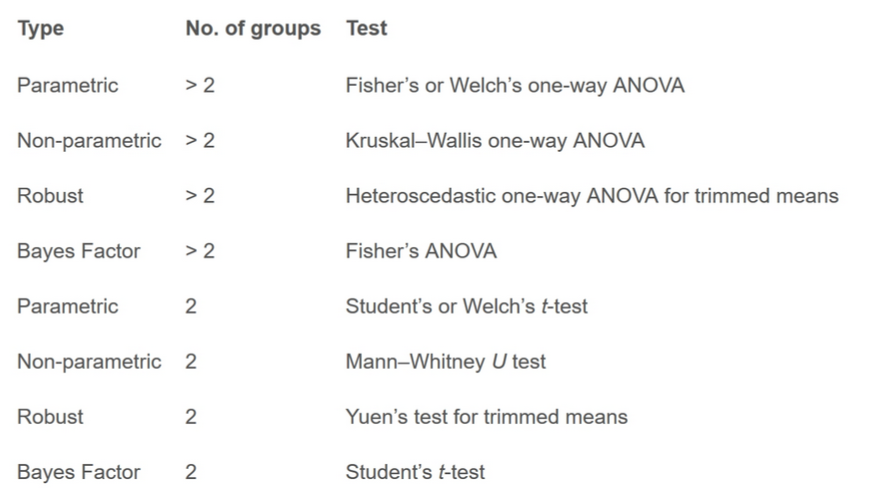 Type No. of groups Test
Parametric > 2 Fisher’s or Welch’s one-way ANOVA
Non-parametric > 2 Kruskal–Wallis one-way ANOVA
Robust > 2 Heteroscedastic one-way ANOVA for trimmed means
Bayes Factor > 2 Fisher’s ANOVA
Parametric 2 Student’s or Welch’s t-test
Non-parametric 2 Mann–Whitney U test
Robust 2 Yuen’s test for trimmed means
Bayes Factor 2 Student’s t-test